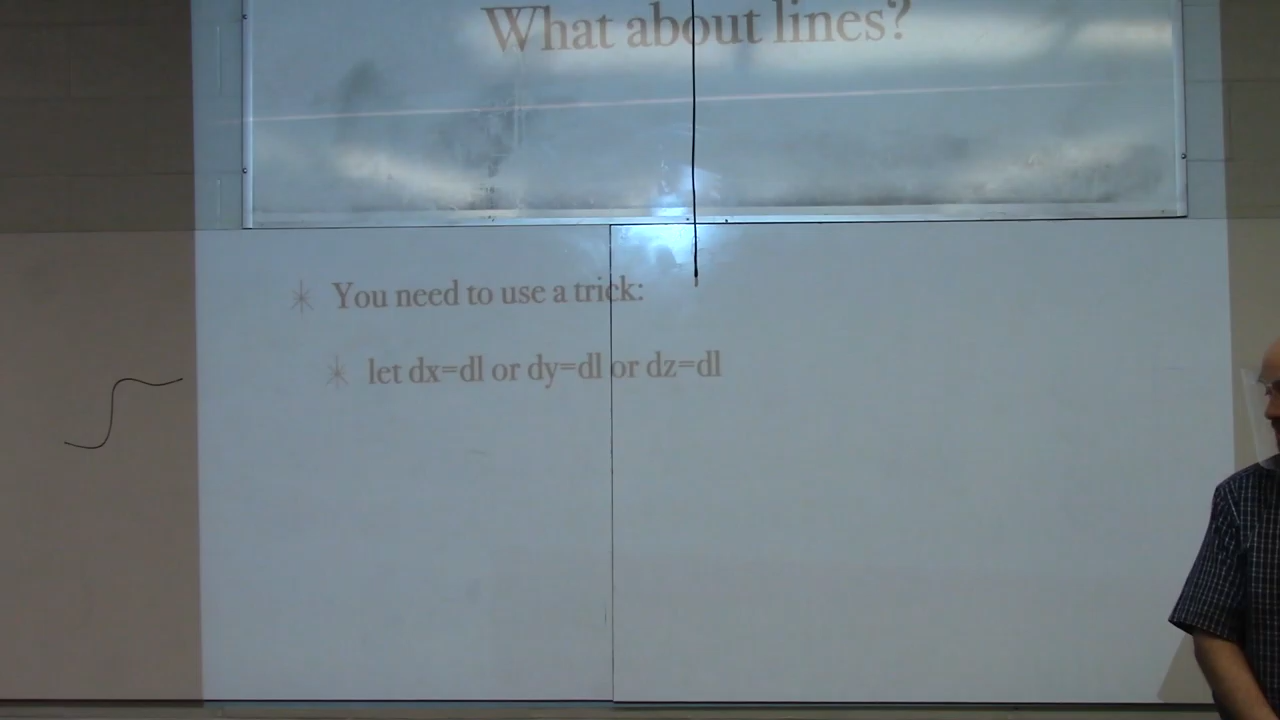 What about lines?
You need to use a trick:
let dx=dl or dy=dl or dz=dl